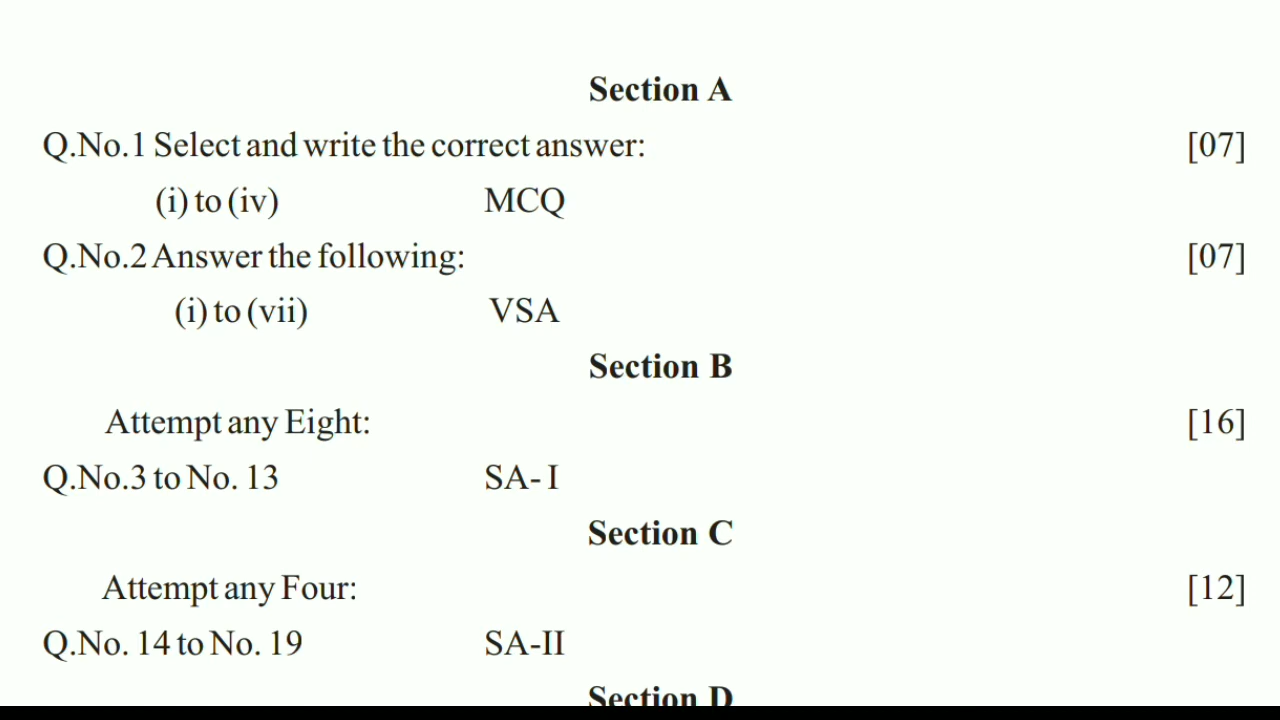 Section A
Q.No.1 Select and write the correct answer: [07]
(i) to (iv) MCQ
Q.No.2 Answer the following: [07]
(i) to (vii) VSA
Section B
Attempt any Eight: [16]
Q.No.3 to No. 13 SA- I
Section C
Attempt any Four: [12]
Q.No. 14 to No. 19 SA-II
Section D